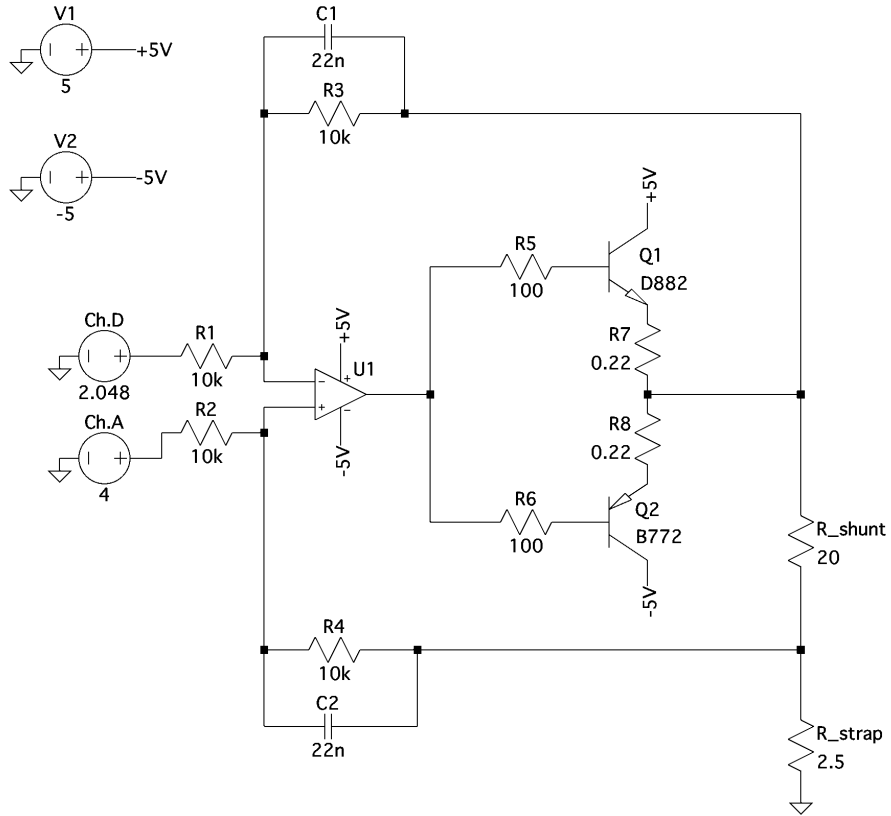 V1
+5V
5
V2
-5V
-5
C1
22n
R3
10k
+5V
R5
100
Q1
D882
Ch.D
2.048
R1
10k
+5V
U1
R7
0.22
Ch.A
4
R2
10k
-5V
R8
0.22
R6
100
Q2
B772
-5V
R_shunt
20
R4
10k
C2
22n
R_strap
2.5